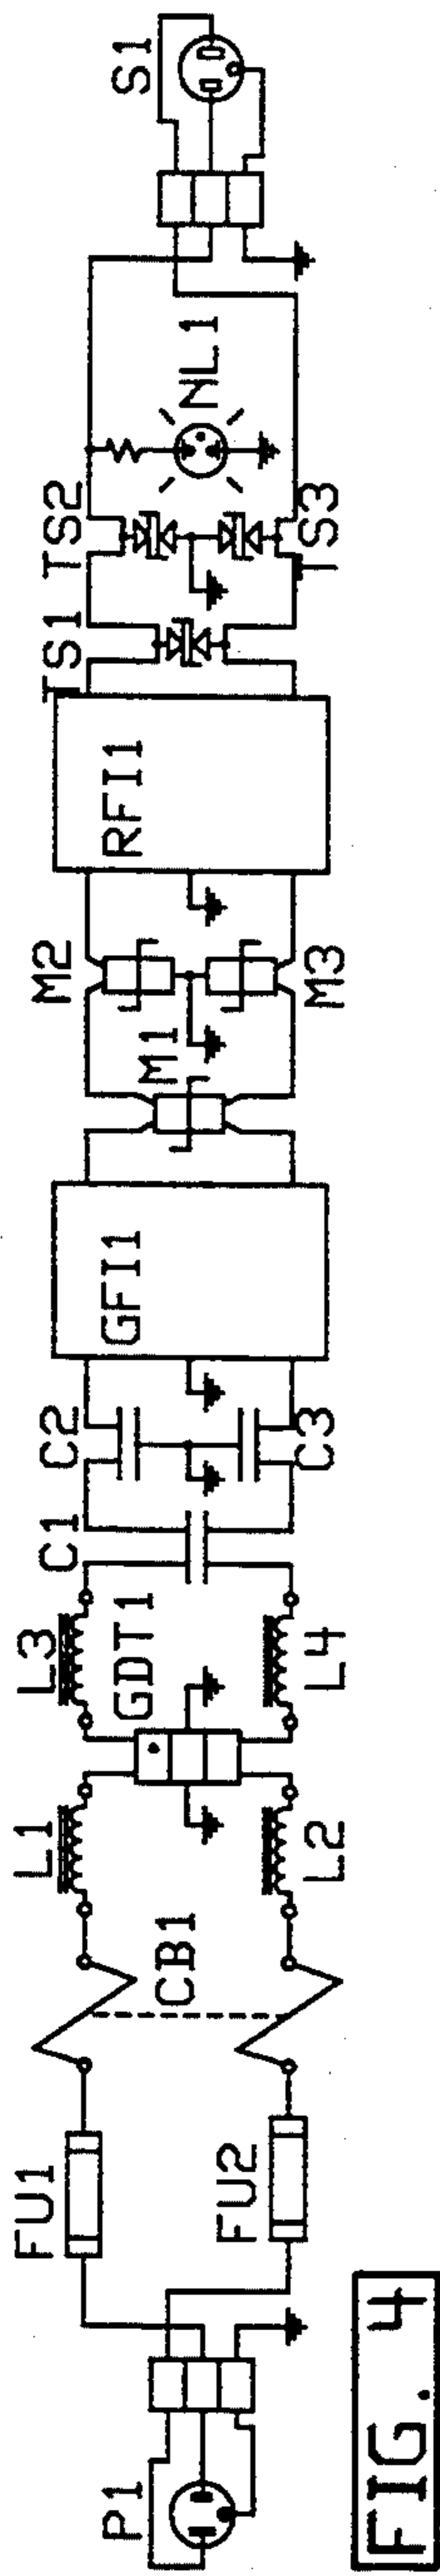 P1
FU1
FU2
CB1
L1
L2
GDT1
L3
L4
C1
C2
C3
GFI1
M1
M2
M3
RFI1
TS1
TS2
TS3
NL1
S1
FIG. 4